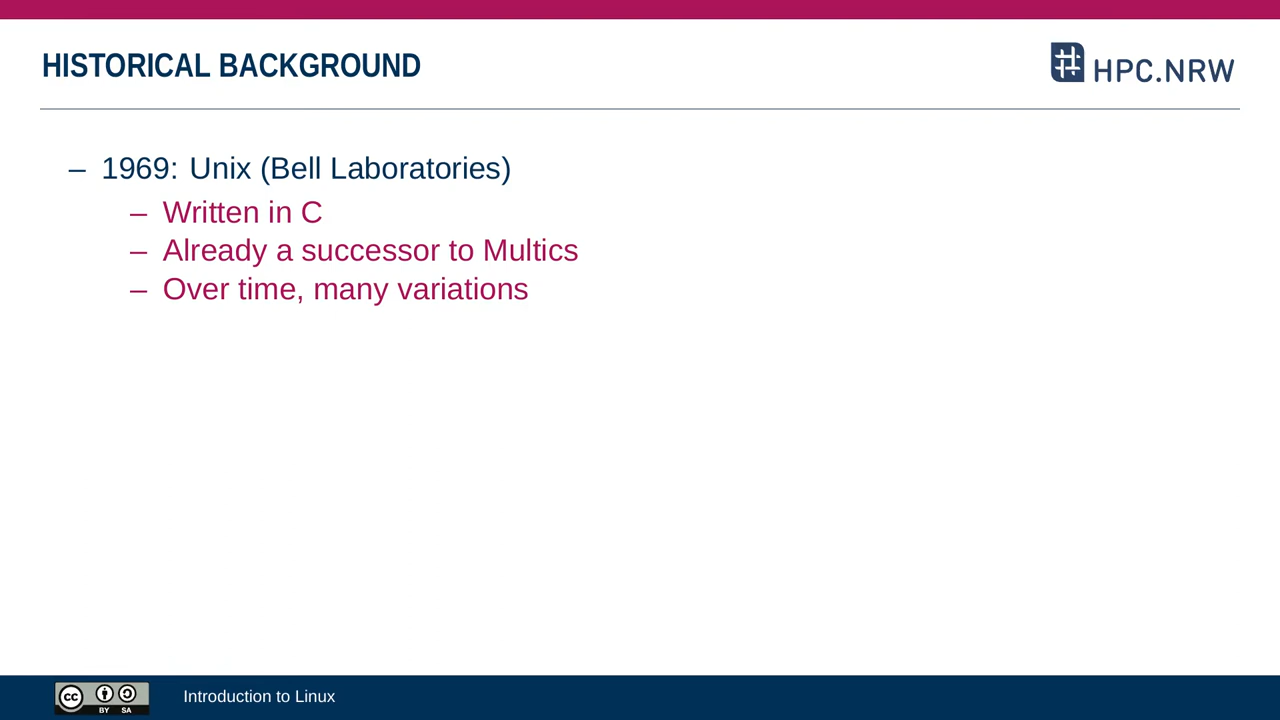 HISTORICAL BACKGROUND
HPC.NRW
– 1969: Unix (Bell Laboratories)
– Written in C
– Already a successor to Multics
– Over time, many variations
cc BY SA
Introduction to Linux